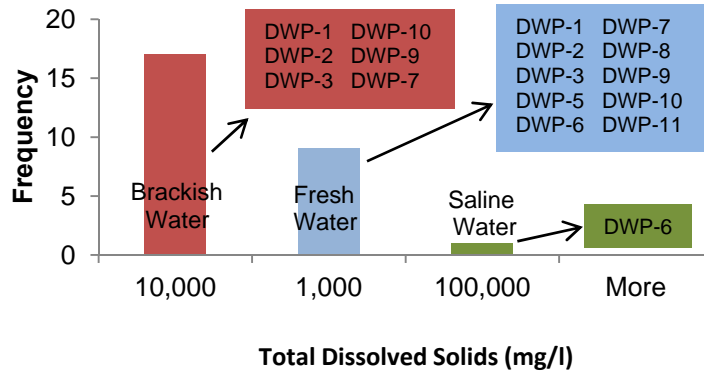 20
15
10
5
0
Frequency
DWP-1 DWP-10
DWP-2 DWP-9
DWP-3 DWP-7
DWP-1 DWP-7
DWP-2 DWP-8
DWP-3 DWP-9
DWP-5 DWP-10
DWP-6 DWP-11
Brackish
Water
Fresh
Water
Saline
Water
DWP-6
10,000 1,000 100,000 More
Total Dissolved Solids (mg/l)